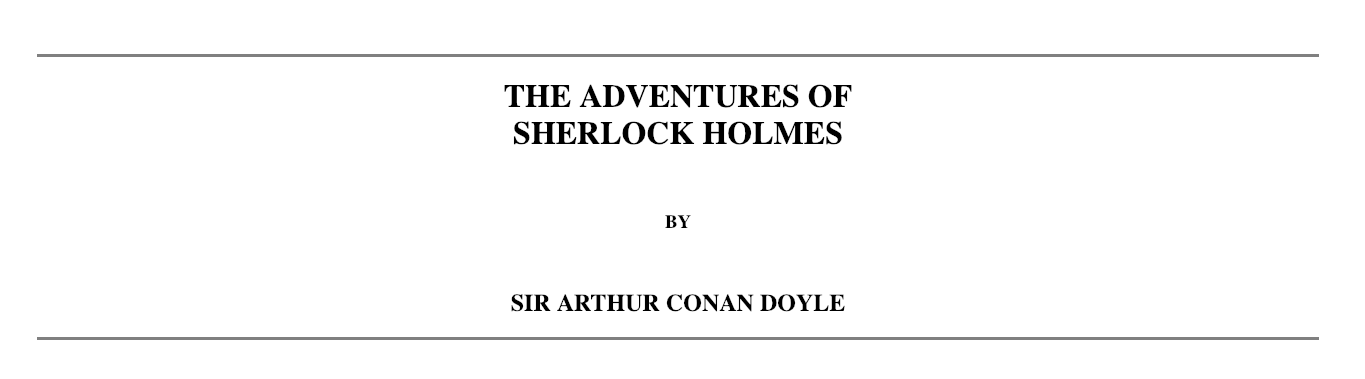 THE ADVENTURES OF
SHERLOCK HOLMES
BY
SIR ARTHUR CONAN DOYLE